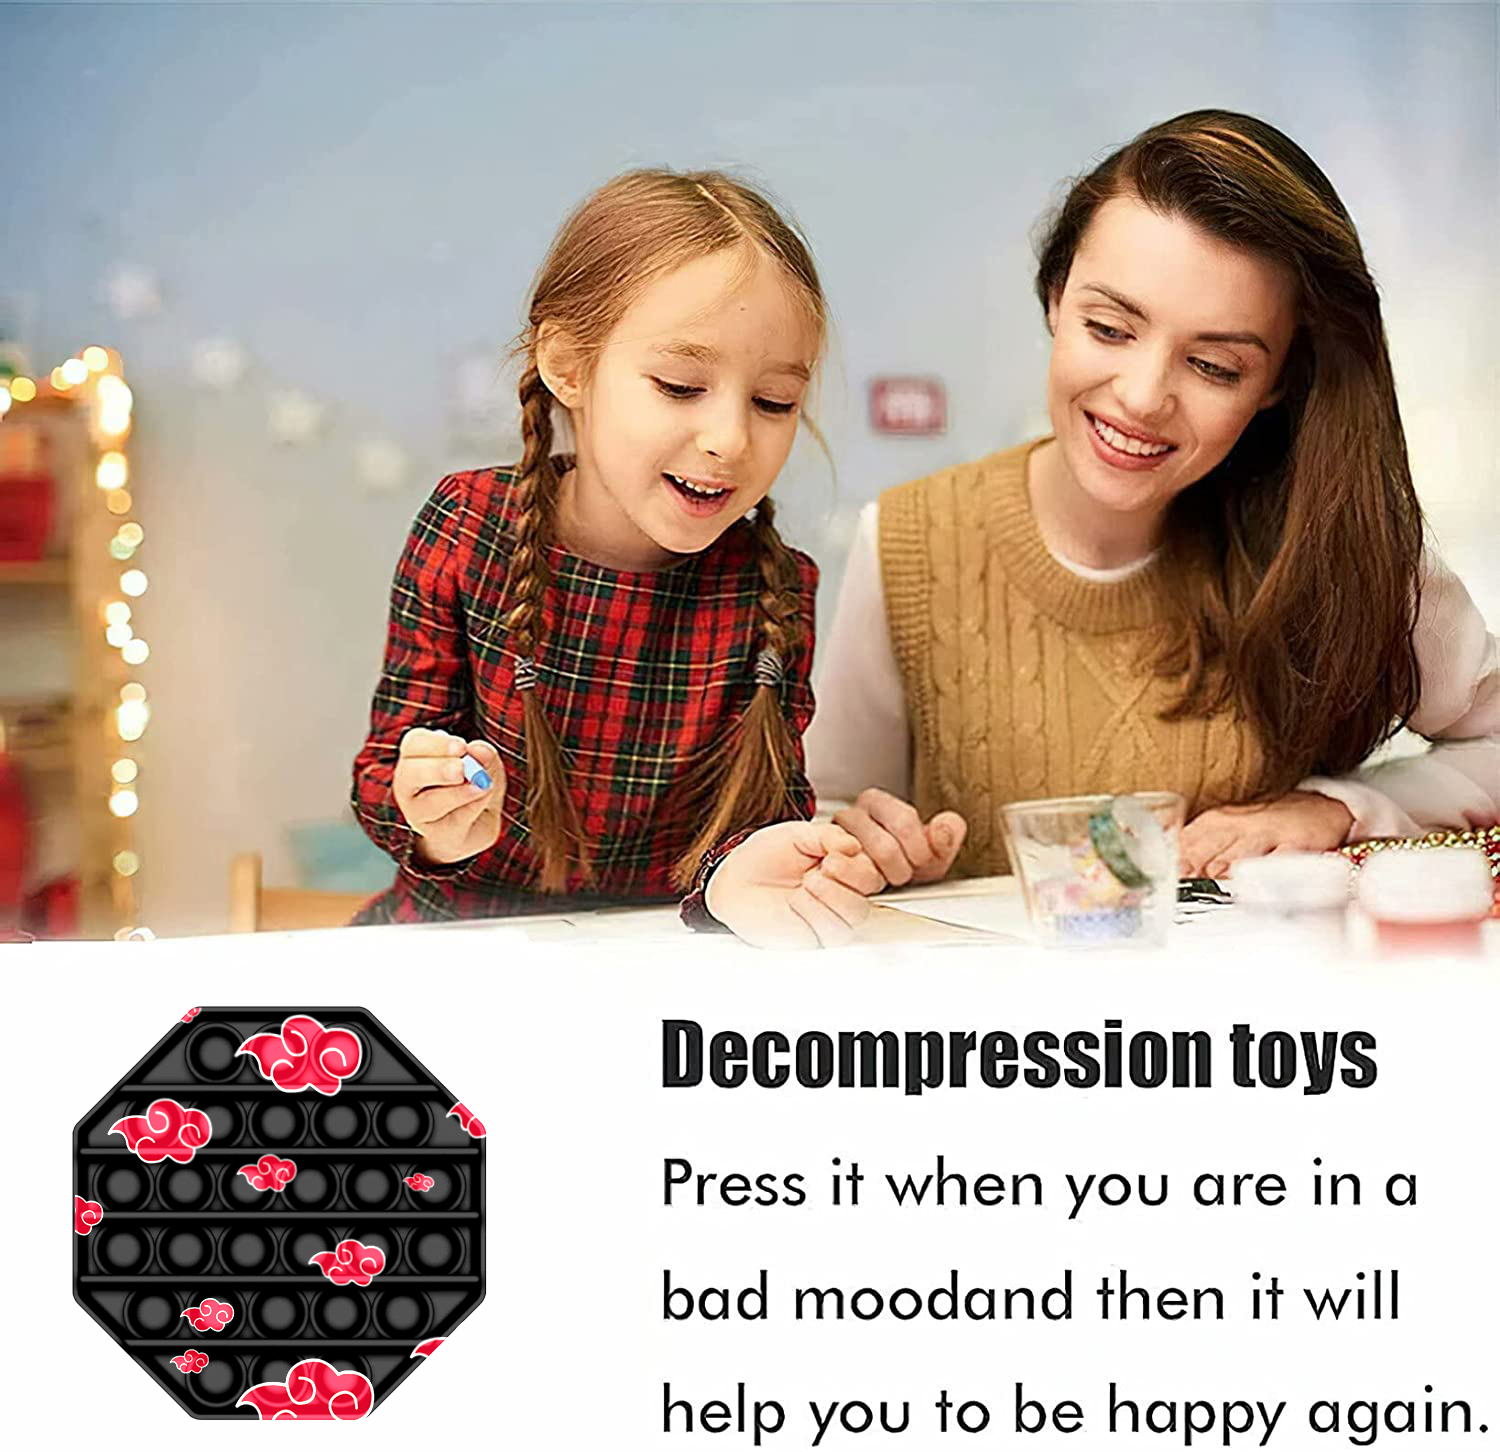 Decompression toys
Press it when you are in a
bad moodand then it will
help you to be happy again.